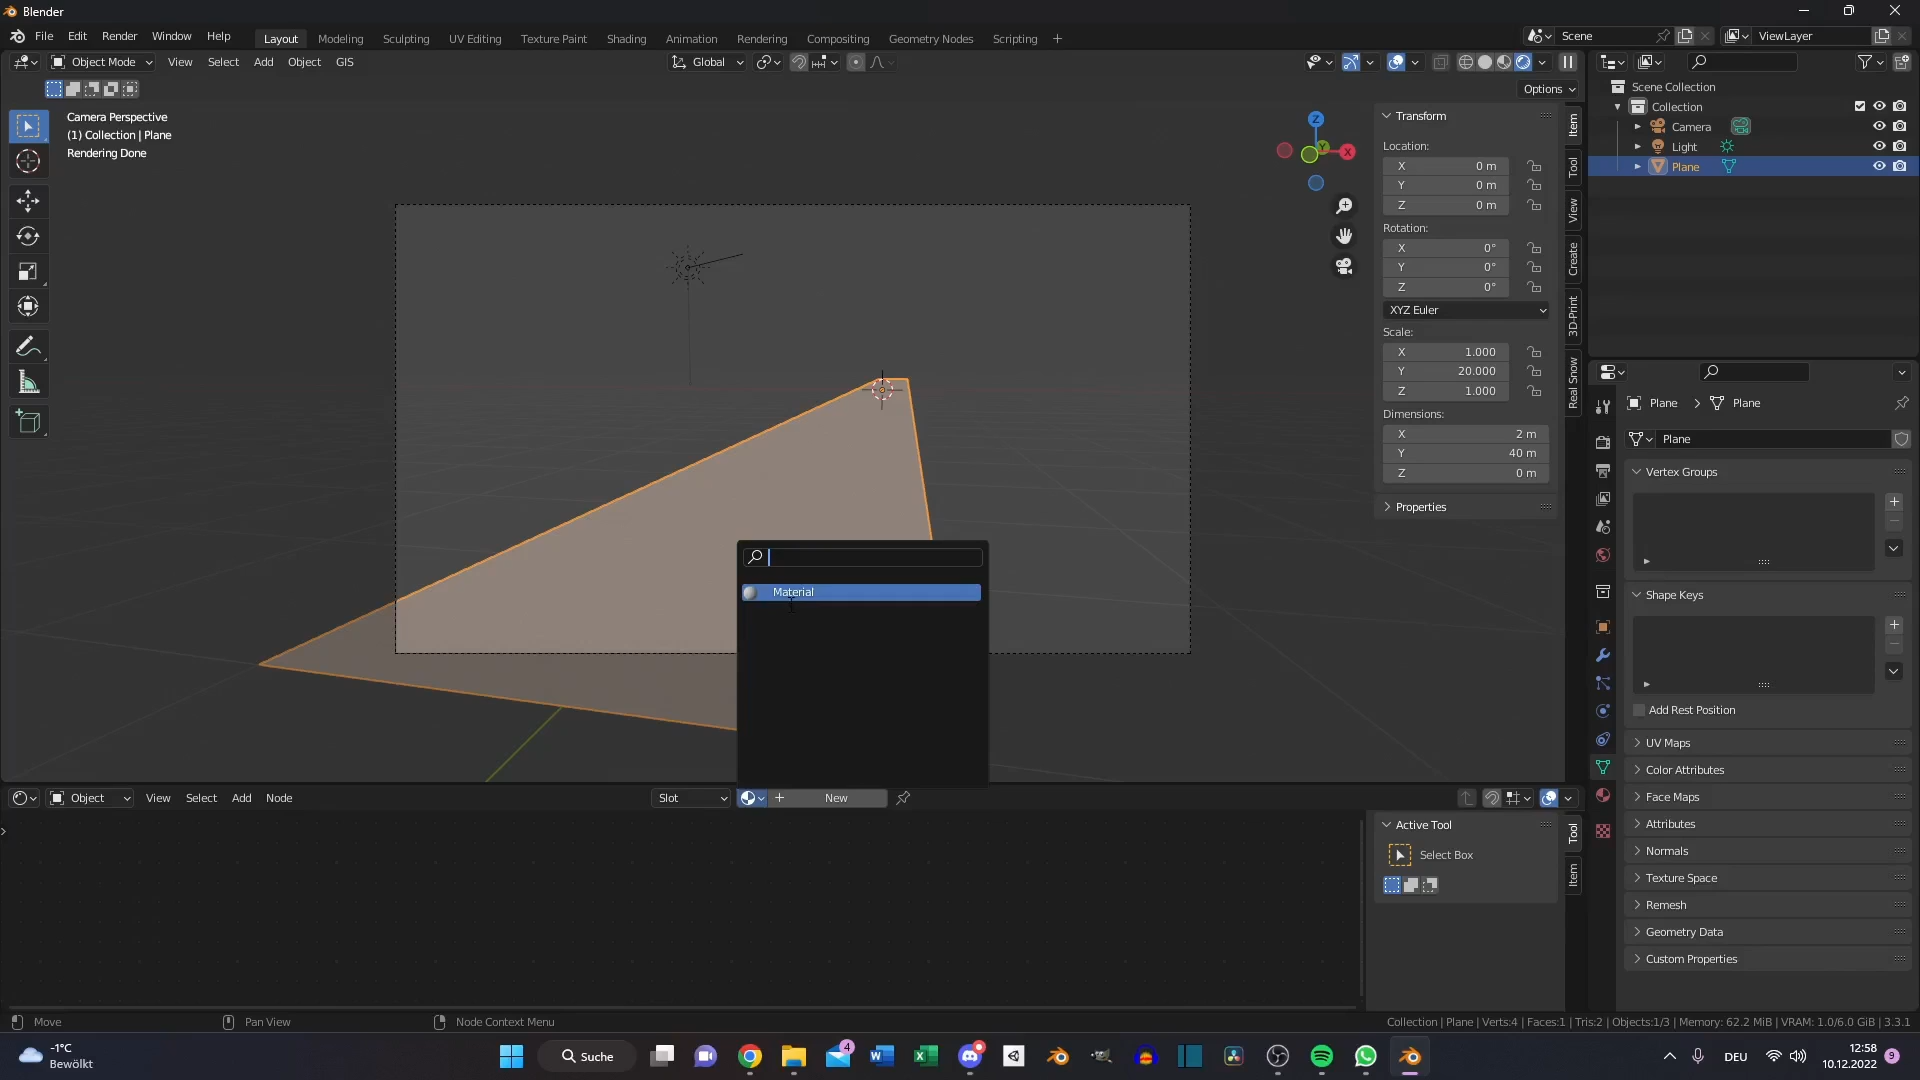 Blender
File Edit Render Window Help Layout Modeling Sculpting UV Editing Texture Paint Shading Animation Rendering Compositing Geometry Nodes Scripting + Scene ViewLayer
Object Mode View Select Add Object GIS Global
Options
Camera Perspective
(1) Collection | Plane
Rendering Done
Z
Y
X
Transform
Location:
X 0 m
Y 0 m
Z 0 m
Rotation:
X 0°
Y 0°
Z 0°
XYZ Euler
Scale:
X 1.000
Y 20.000
Z 1.000
Dimensions:
X 2 m
Y 40 m
Z 0 m
Properties
Item
Tool
View
Create
3D-Print
Real Snow
Scene Collection
Collection
Camera
Light
Plane
Plane > Plane
Plane
Vertex Groups
Shape Keys
Add Rest Position
UV Maps
Color Attributes
Face Maps
Attributes
Normals
Texture Space
Remesh
Geometry Data
Custom Properties
Material
Object View Select Add Node Slot New
Active Tool
Select Box
Tool
Item
Move Pan View Node Context Menu Collection | Plane | Verts:4 | Faces:1 | Tris:2 | Objects:1/3 | Memory: 62.2 MiB | VRAM: 1.0/6.0 GiB | 3.3.1
-1°C
Bewölkt
Suche
4
DEU
12:58
10.12.2022
9